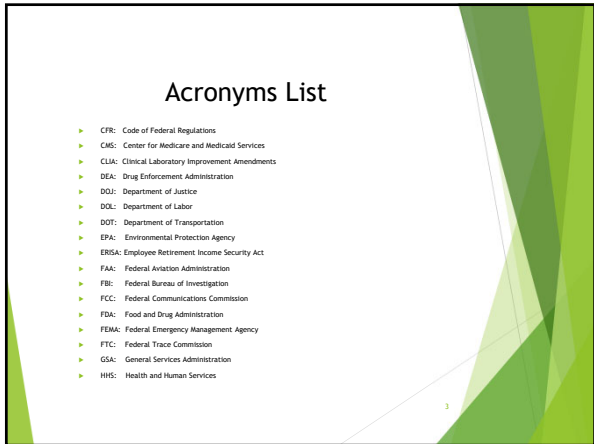 Acronyms List
► CFR: Code of Federal Regulations
► CMS: Center for Medicare and Medicaid Services
► CLIA: Clinical Laboratory Improvement Amendments
► DEA: Drug Enforcement Administration
► DOJ: Department of Justice
► DOL: Department of Labor
► DOT: Department of Transportation
► EPA: Environmental Protection Agency
► ERISA: Employee Retirement Income Security Act
► FAA: Federal Aviation Administration
► FBI: Federal Bureau of Investigation
► FCC: Federal Communications Commission
► FDA: Food and Drug Administration
► FEMA: Federal Emergency Management Agency
► FTC: Federal Trace Commission
► GSA: General Services Administration
► HHS: Health and Human Services
3